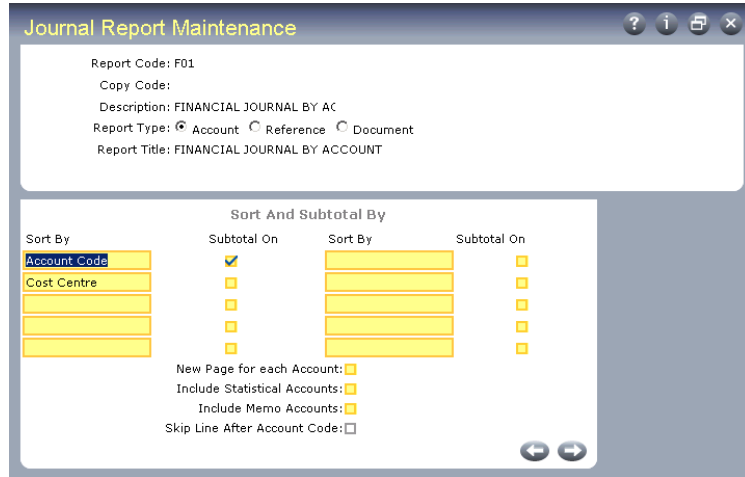 Journal Report Maintenance
Report Code: F01
Copy Code:
Description: FINANCIAL JOURNAL BY AC
Report Type: Account Reference Document
Report Title: FINANCIAL JOURNAL BY ACCOUNT
Sort And Subtotal By
Sort By Subtotal On Sort By Subtotal On
Account Code
Cost Centre
New Page for each Account:
Include Statistical Accounts:
Include Memo Accounts:
Skip Line After Account Code: